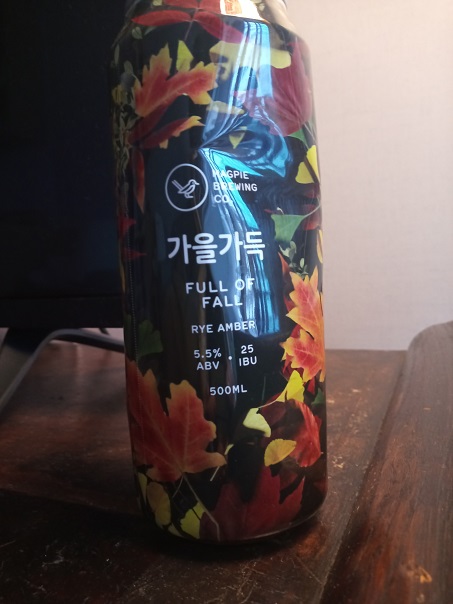 MAGPIE
BREWING
CO.
가을가득
FULL OF
FALL
RYE AMBER
5.5% • 25
ABV IBU
500ML